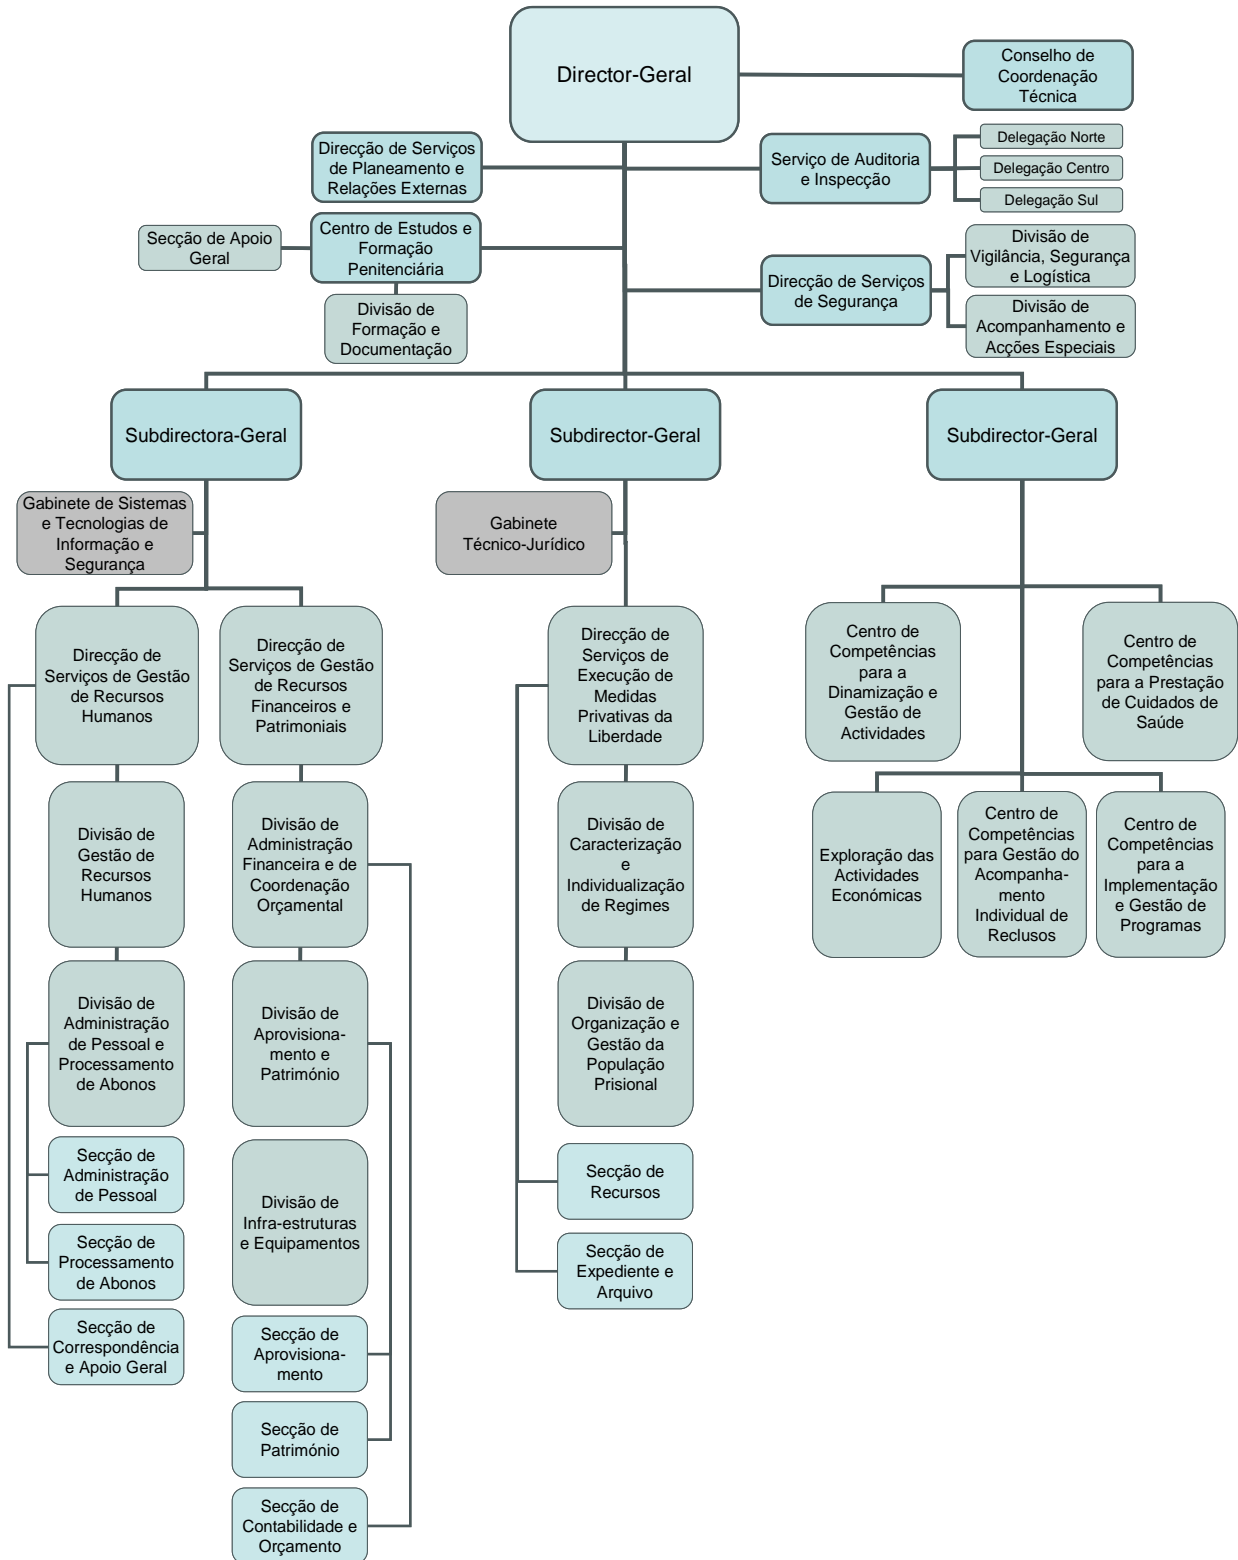 Director-Geral
Conselho de
Coordenação
Técnica
Direcção de Serviços
de Planeamento e
Relações Externas
Serviço de Auditoria
e Inspecção
Delegação Norte
Delegação Centro
Delegação Sul
Secção de Apoio
Geral
Centro de Estudos e
Formação
Penitenciária
Divisão de
Formação e
Documentação
Direcção de Serviços
de Segurança
Divisão de
Vigilância, Segurança
e Logística
Divisão de
Acompanhamento e
Acções Especiais
Subdirectora-Geral
Subdirector-Geral
Subdirector-Geral
Gabinete de Sistemas
e Tecnologias de
Informação e
Segurança
Gabinete
Técnico-Jurídico
Direcção de
Serviços de Gestão
de Recursos
Humanos
Direcção de
Serviços de Gestão
de Recursos
Financeiros e
Patrimoniais
Direcção de
Serviços de
Execução de
Medidas
Privativas da
Liberdade
Centro de
Competências
para a
Dinamização e
Gestão de
Actividades
Centro de
Competências
para a Prestação
de Cuidados de
Saúde
Divisão de
Gestão de
Recursos
Humanos
Divisão de
Administração
Financeira e de
Coordenação
Orçamental
Divisão de
Caracterização
e
Individualização
de Regimes
Exploração das
Actividades
Económicas
Centro de
Competências
para Gestão do
Acompanha-
mento
Individual de
Reclusos
Centro de
Competências
para a
Implementação
e Gestão de
Programas
Divisão de
Administração
de Pessoal e
Processamento
de Abonos
Divisão de
Aprovisiona-
mento e
Património
Divisão de
Organização e
Gestão da
População
Prisional
Secção de
Administração
de Pessoal
Divisão de
Infra-estruturas
e Equipamentos
Secção de
Recursos
Secção de
Processamento
de Abonos
Secção de
Expediente e
Arquivo
Secção de
Correspondência
e Apoio Geral
Secção de
Aprovisiona-
mento
Secção de
Património
Secção de
Contabilidade e
Orçamento